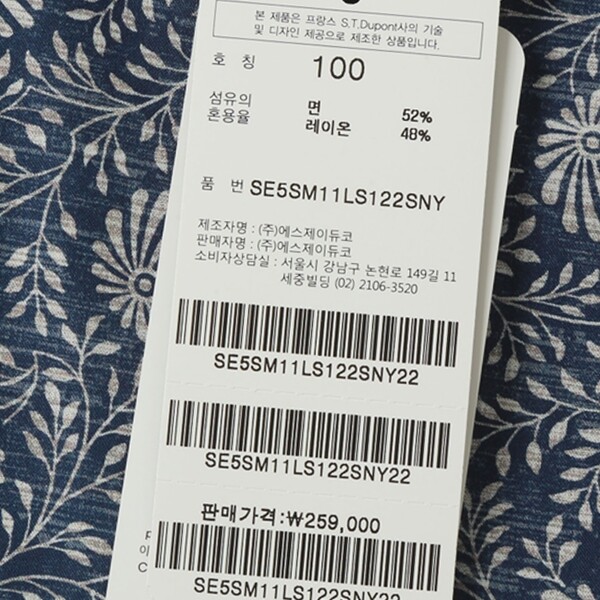 본 제품은 프랑스 S.T.Dupont사의 기술
및 디자인 제공으로 제조한 상품입니다.
호 칭 100
섬유의 면 52%
혼용율 레이온 48%
품 번 SE5SM11LS122SNY
제조자명 : (주)에스제이듀코
판매자명 : (주)에스제이듀코
소비자상담실 : 서울시 강남구 논현로 149길 11
세중빌딩 (02) 2106-3520
SE5SM11LS122SNY22
SE5SM11LS122SNY22
판매가격:₩259,000
SE5SM11LS122SNY22